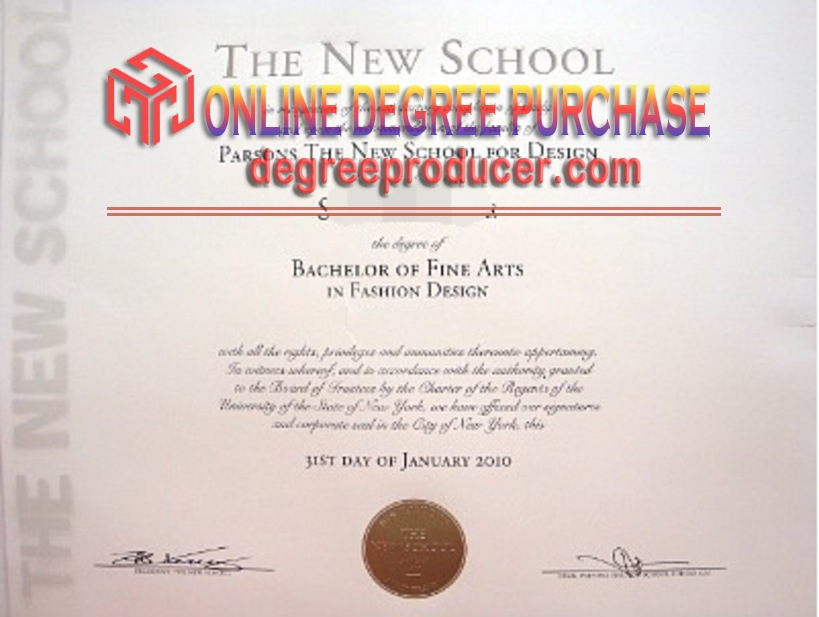 THE NEW SCHOOL
THE NEW SCHOOL
ONLINE DEGREE PURCHASE
PARSONS THE NEW SCHOOL FOR DESIGN
degreeproducer.com
S
the degree of
BACHELOR OF FINE ARTS
IN FASHION DESIGN
with all the rights, privileges and immunities thereunto appertaining.
In witness whereof, and in accordance with the authority granted
to the Board of Trustees by the Charter of the Regents of the
University of the State of New York, we have affixed our signatures
and corporate seal in the City of New York, this
31ST DAY OF JANUARY 2010
THE
NEW SCHOOL